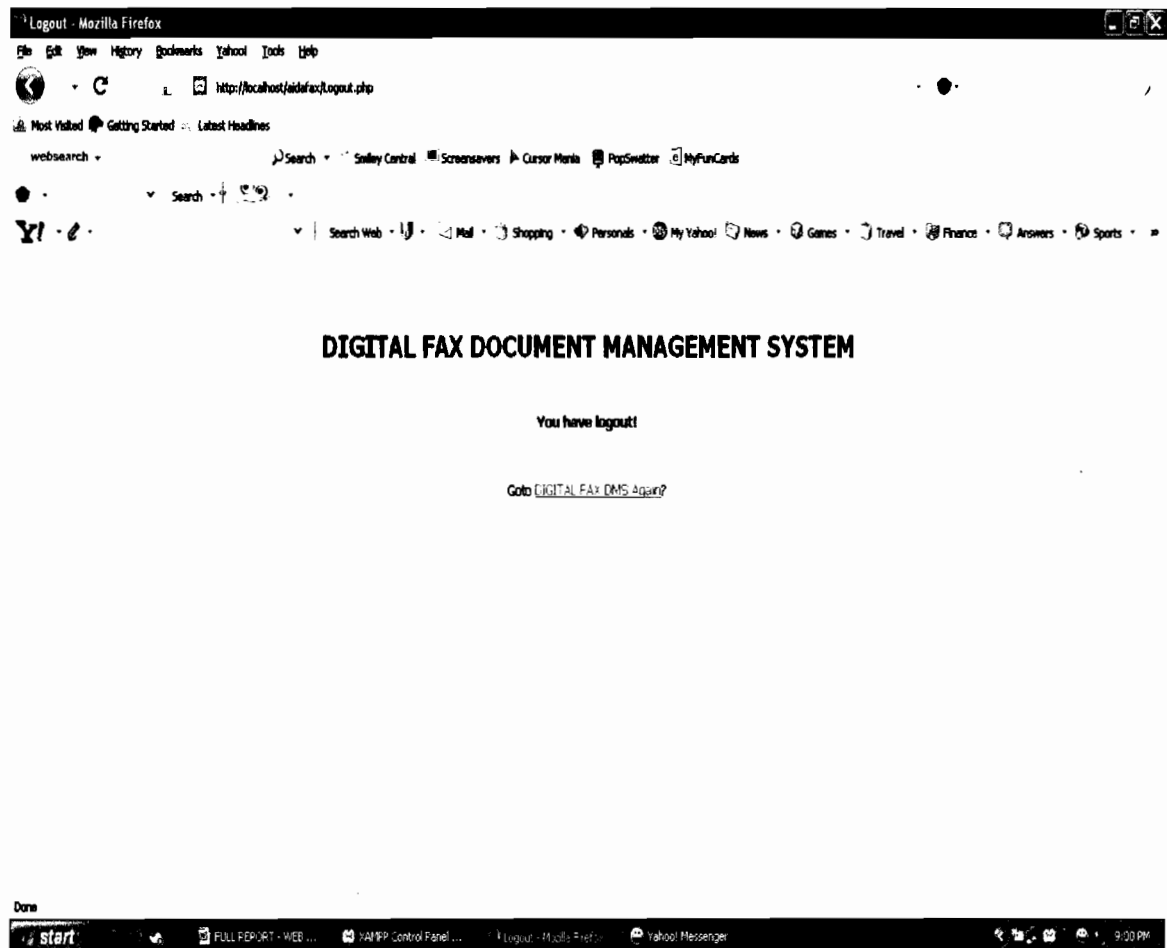 Logout - Mozilla Firefox
File Edit View History Bookmarks Yahoo! Tools Help
http://localhost/aidafax/Logout.php
Most Visited Getting Started Latest Headlines
websearch Search Smiley Central Screensavers Cursor Mania PopSwatter MyFunCards
Search
Y! Search Web Mail Shopping Personals My Yahoo! News Games Travel Finance Answers Sports »
DIGITAL FAX DOCUMENT MANAGEMENT SYSTEM
You have logout!
Goto DIGITAL FAX DMS Again?
Done
start FULL REPORT - WEB ... XAMPP Control Panel ... Logout - Mozilla Firefox Yahoo! Messenger 9:00 PM